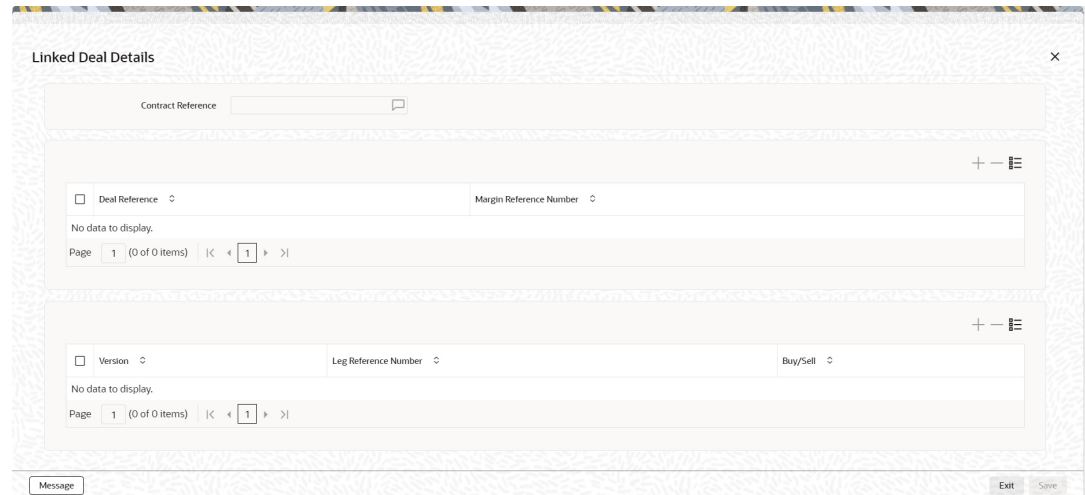 Linked Deal Details
Contract Reference
Deal Reference Margin Reference Number
No data to display.
Page 1 (0 of 0 items) 1
Version Leg Reference Number Buy/Sell
No data to display.
Page 1 (0 of 0 items) 1
Message Exit Save